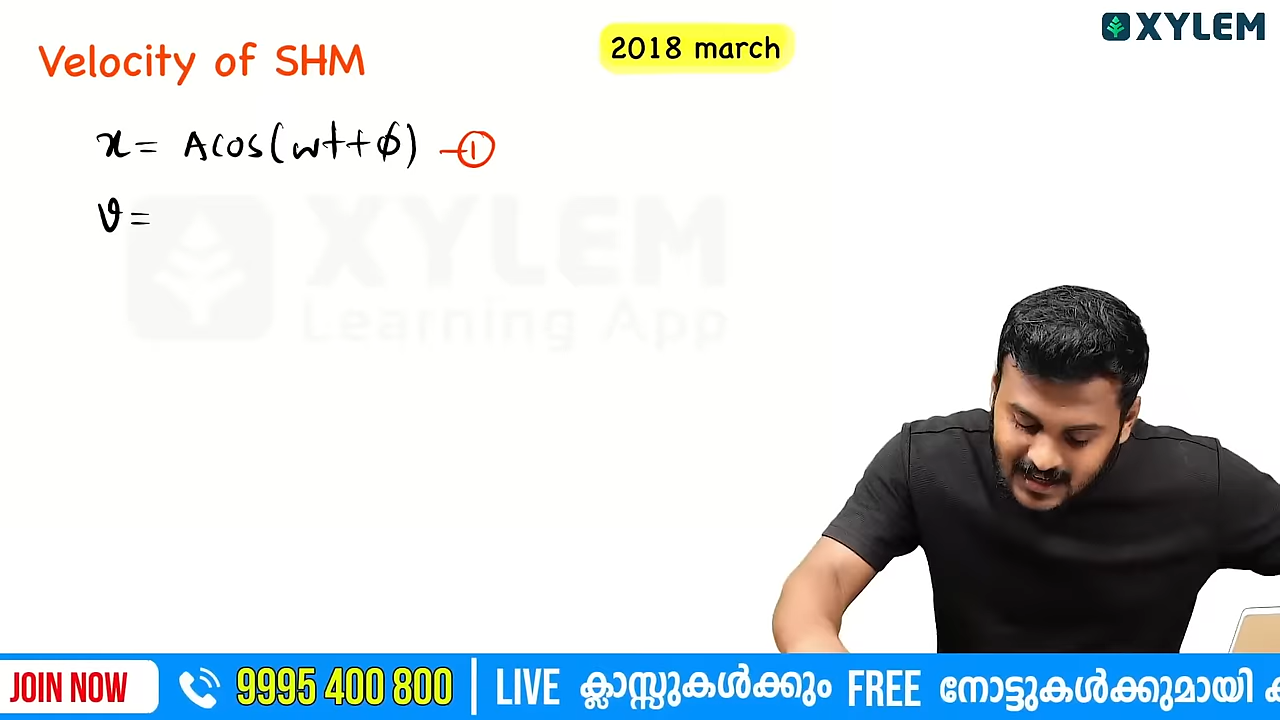 XYLEM
2018 march
Velocity of SHM
x = Acos(ωt+ϕ) —①
v =
XYLEM
Learning App
JOIN NOW 9995 400 800 | LIVE ക്ലാസ്സുകൾക്കും FREE നോട്ടുകൾക്കുമായി